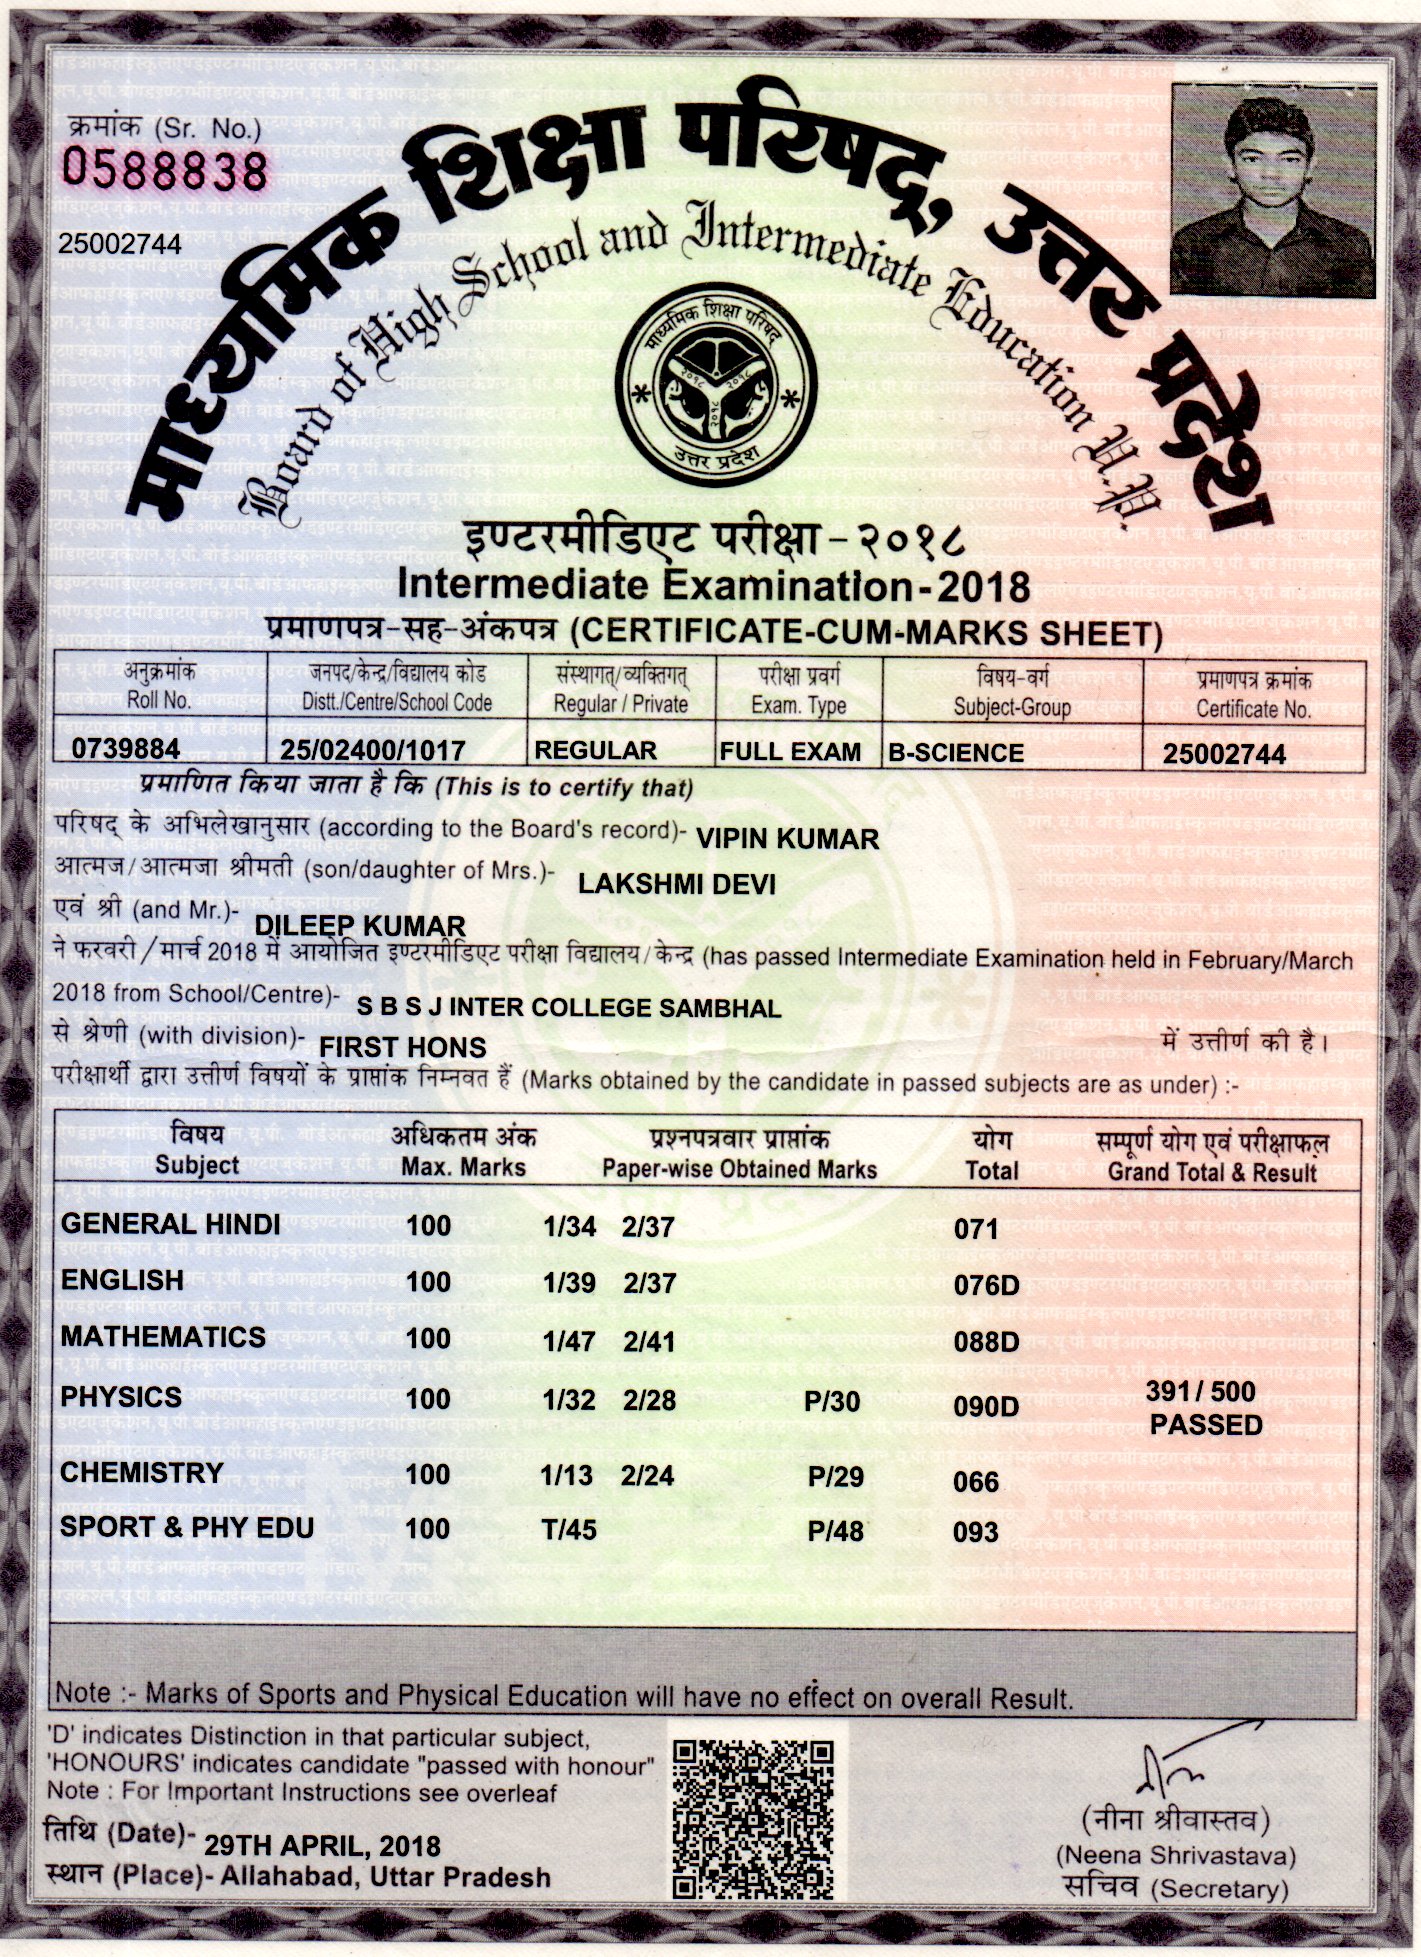 क्रमांक (Sr. No.)
0588838
25002744
माध्यमिक शिक्षा परिषद्, उत्तर प्रदेश
Board of High School and Intermediate Education U.P.
माध्यमिक शिक्षा परिषद
२०१८ २०१८
२०१८
उत्तर प्रदेश
इण्टरमीडिएट परीक्षा - २०१८
Intermediate Examination - 2018
प्रमाणपत्र-सह-अंकपत्र (CERTIFICATE-CUM-MARKS SHEET)
अनुक्रमांक जनपद/केन्द्र/विद्यालय कोड संस्थागत्/व्यक्तिगत् परीक्षा प्रवर्ग विषय-वर्ग प्रमाणपत्र क्रमांक
Roll No. Distt./Centre/School Code Regular / Private Exam. Type Subject-Group Certificate No.
0739884 25/02400/1017 REGULAR FULL EXAM B-SCIENCE 25002744
प्रमाणित किया जाता है कि (This is to certify that)
परिषद् के अभिलेखानुसार (according to the Board's record)- VIPIN KUMAR
आत्मज/आत्मजा श्रीमती (son/daughter of Mrs.)- LAKSHMI DEVI
एवं श्री (and Mr.)- DILEEP KUMAR
ने फरवरी/मार्च 2018 में आयोजित इण्टरमीडिएट परीक्षा विद्यालय/केन्द्र (has passed Intermediate Examination held in February/March
2018 from School/Centre)- S B S J INTER COLLEGE SAMBHAL
से श्रेणी (with division)- FIRST HONS में उत्तीर्ण की है।
परीक्षार्थी द्वारा उत्तीर्ण विषयों के प्राप्तांक निम्नवत हैं (Marks obtained by the candidate in passed subjects are as under) :-
विषय अधिकतम अंक प्रश्नपत्रवार प्राप्तांक योग सम्पूर्ण योग एवं परीक्षाफल
Subject Max. Marks Paper-wise Obtained Marks Total Grand Total & Result
GENERAL HINDI 100 1/34 2/37 071
ENGLISH 100 1/39 2/37 076D
MATHEMATICS 100 1/47 2/41 088D
PHYSICS 100 1/32 2/28 P/30 090D 391/ 500
PASSED
CHEMISTRY 100 1/13 2/24 P/29 066
SPORT & PHY EDU 100 T/45 P/48 093
Note :- Marks of Sports and Physical Education will have no effect on overall Result.
'D' indicates Distinction in that particular subject,
'HONOURS' indicates candidate "passed with honour"
Note : For Important Instructions see overleaf
तिथि (Date)- 29TH APRIL, 2018
स्थान (Place)- Allahabad, Uttar Pradesh
(नीना श्रीवास्तव)
(Neena Shrivastava)
सचिव (Secretary)